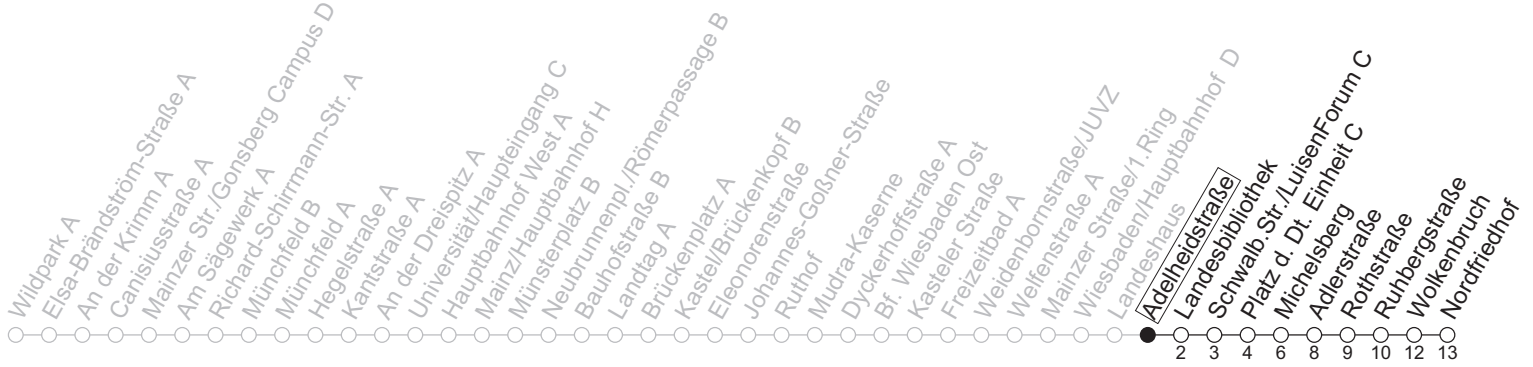 Wildpark A
Elsa-Brändström-Straße A
An der Krimm A
Canisiusstraße A
Mainzer Str./Gonsberg Campus D
Am Sägewerk A
Richard-Schirrmann-Str. A
Münchfeld B
Münchfeld A
Hegelstraße A
Kantstraße A
An der Dreispitz A
Universität/Haupteingang C
Hauptbahnhof West A
Mainz/Hauptbahnhof H
Münsterplatz B
Neubrunnenpl./Römerpassage B
Bauhofstraße B
Landtag A
Brückenplatz A
Kastel/Brückenkopf B
Eleonorenstraße
Johannes-Goßner-Straße
Ruthof
Mudra-Kaserne
Dyckerhoffstraße A
Bf. Wiesbaden Ost
Kasteler Straße
Freizeitbad A
Weidenbornstraße/JUVZ
Welfenstraße A
Mainzer Straße/1.Ring
Wiesbaden/Hauptbahnhof D
Landeshaus
Adelheidstraße
Landesbibliothek
Schwalb. Str./LuisenForum C
Platz d. Dt. Einheit C
Michelsberg
Adlerstraße
Rothstraße
Ruhbergstraße
Wolkenbruch
Nordfriedhof
2 3 4 6 8 9 10 12 13